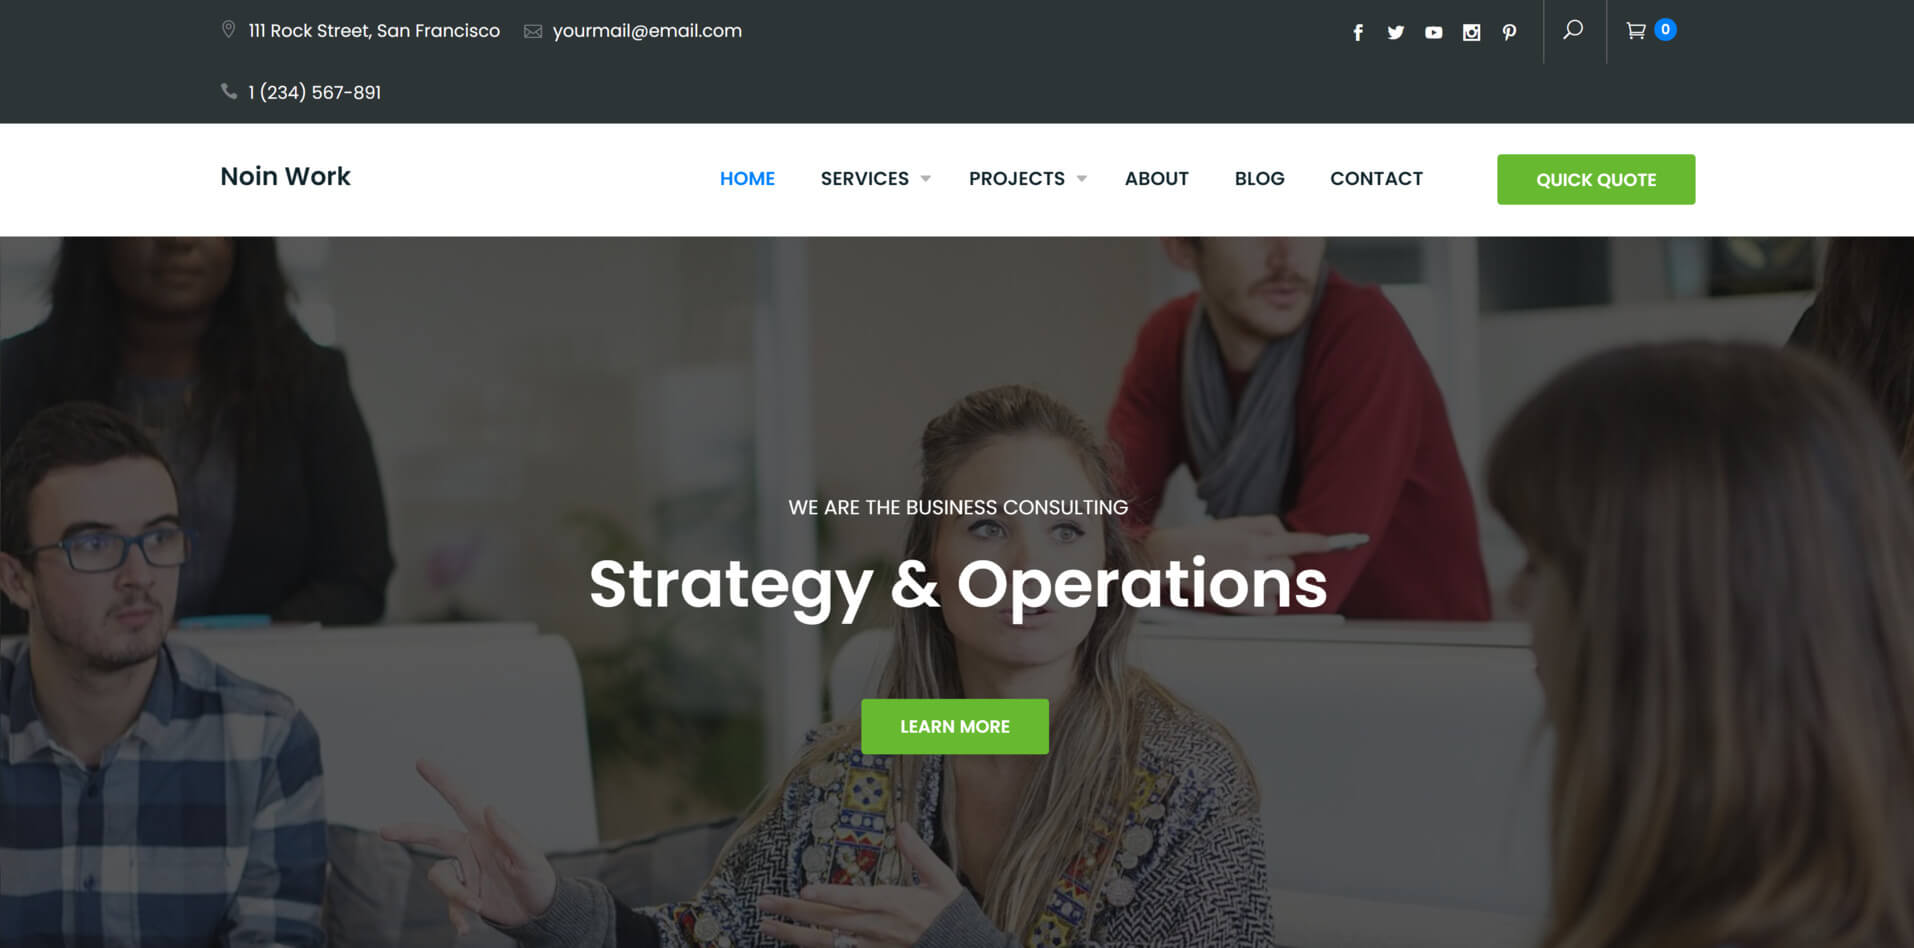 111 Rock Street, San Francisco yourmail@email.com 0
1 (234) 567-891
Noin Work HOME SERVICES PROJECTS ABOUT BLOG CONTACT QUICK QUOTE
WE ARE THE BUSINESS CONSULTING
Strategy & Operations
LEARN MORE